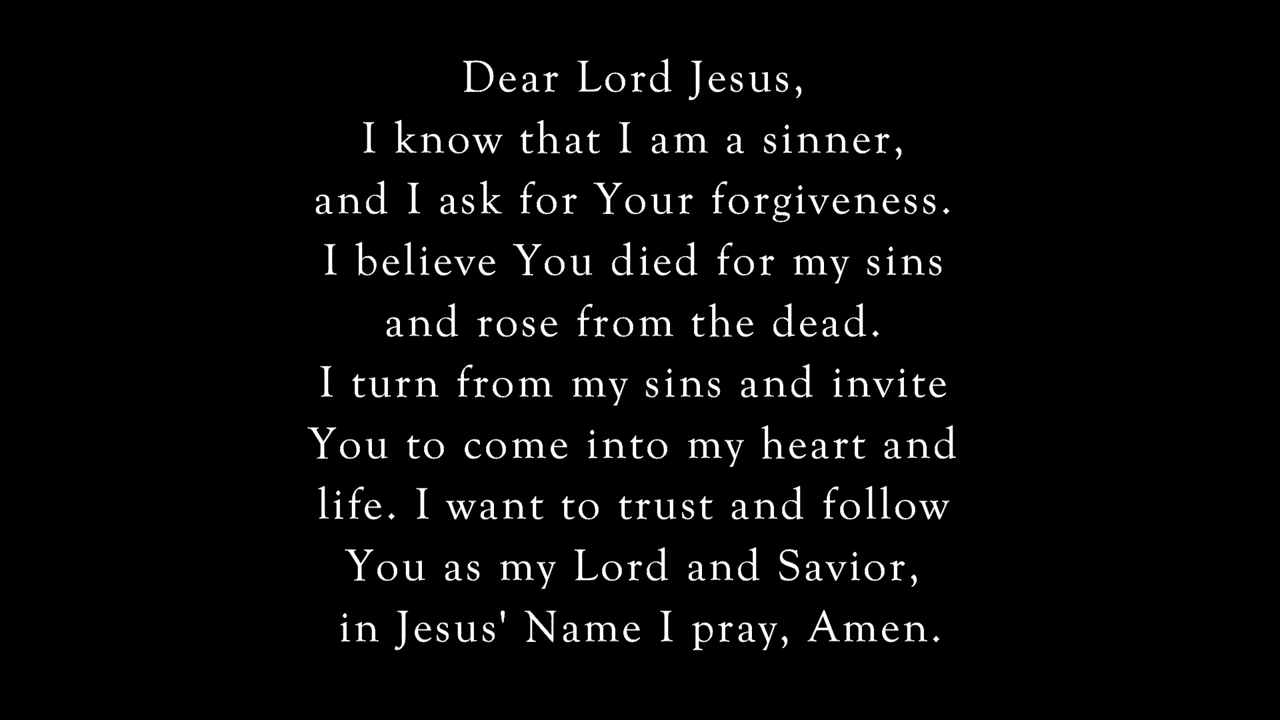 Dear Lord Jesus,
I know that I am a sinner,
and I ask for Your forgiveness.
I believe You died for my sins
and rose from the dead.
I turn from my sins and invite
You to come into my heart and
life. I want to trust and follow
You as my Lord and Savior,
in Jesus' Name I pray, Amen.